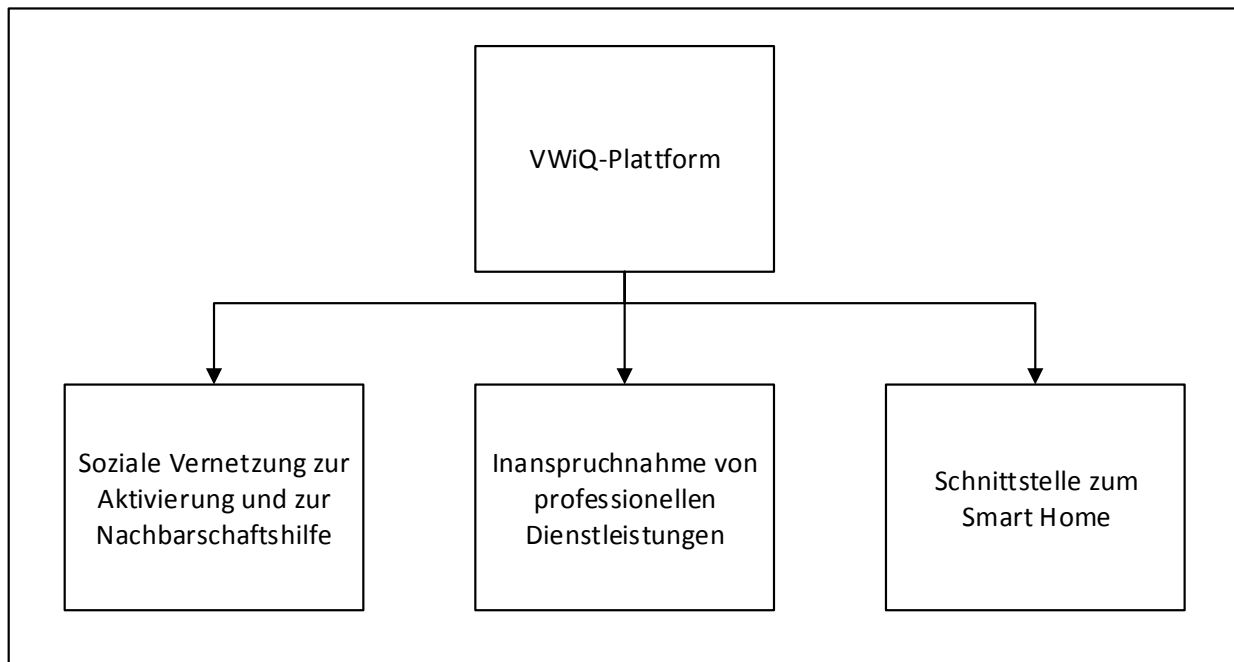 VWiQ-Plattform
Soziale Vernetzung zur
Aktivierung und zur
Nachbarschaftshilfe
Inanspruchnahme von
professionellen
Dienstleistungen
Schnittstelle zum
Smart Home